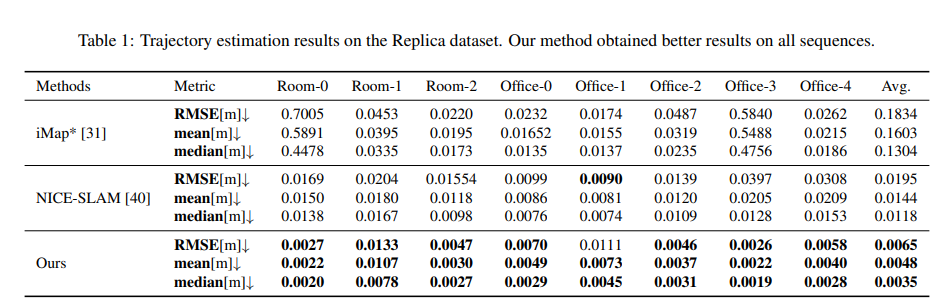 Table 1: Trajectory estimation results on the Replica dataset. Our method obtained better results on all sequences.
Methods Metric Room-0 Room-1 Room-2 Office-0 Office-1 Office-2 Office-3 Office-4 Avg.
RMSE[m]↓ 0.7005 0.0453 0.0220 0.0232 0.0174 0.0487 0.5840 0.0262 0.1834
iMap* [31] mean[m]↓ 0.5891 0.0395 0.0195 0.01652 0.0155 0.0319 0.5488 0.0215 0.1603
median[m]↓ 0.4478 0.0335 0.0173 0.0135 0.0137 0.0235 0.4756 0.0186 0.1304
RMSE[m]↓ 0.0169 0.0204 0.01554 0.0099 0.0090 0.0139 0.0397 0.0308 0.0195
NICE-SLAM [40] mean[m]↓ 0.0150 0.0180 0.0118 0.0086 0.0081 0.0120 0.0205 0.0209 0.0144
median[m]↓ 0.0138 0.0167 0.0098 0.0076 0.0074 0.0109 0.0128 0.0153 0.0118
RMSE[m]↓ 0.0027 0.0133 0.0047 0.0070 0.0111 0.0046 0.0026 0.0058 0.0065
Ours mean[m]↓ 0.0022 0.0107 0.0030 0.0049 0.0073 0.0037 0.0022 0.0040 0.0048
median[m]↓ 0.0020 0.0078 0.0027 0.0029 0.0045 0.0031 0.0019 0.0028 0.0035